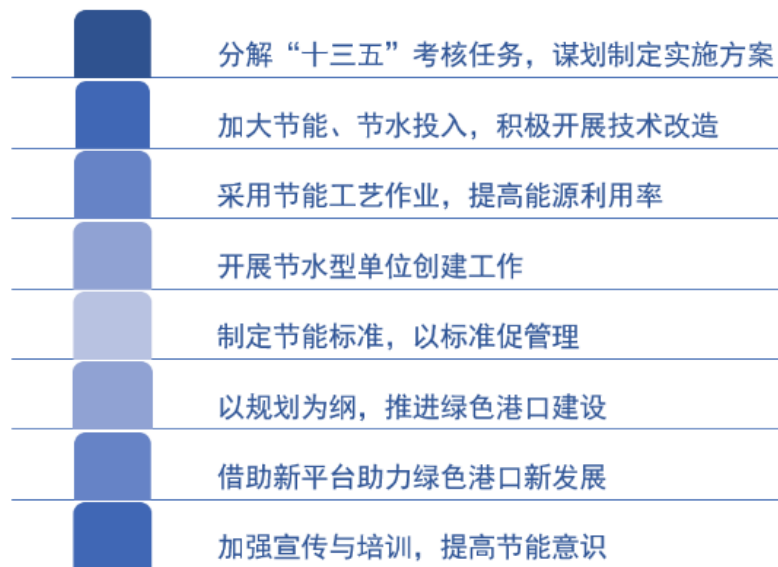 分解“十三五”考核任务，谋划制定实施方案
加大节能、节水投入，积极开展技术改造
采用节能工艺作业，提高能源利用率
开展节水型单位创建工作
制定节能标准，以标准促管理
以规划为纲，推进绿色港口建设
借助新平台助力绿色港口新发展
加强宣传与培训，提高节能意识